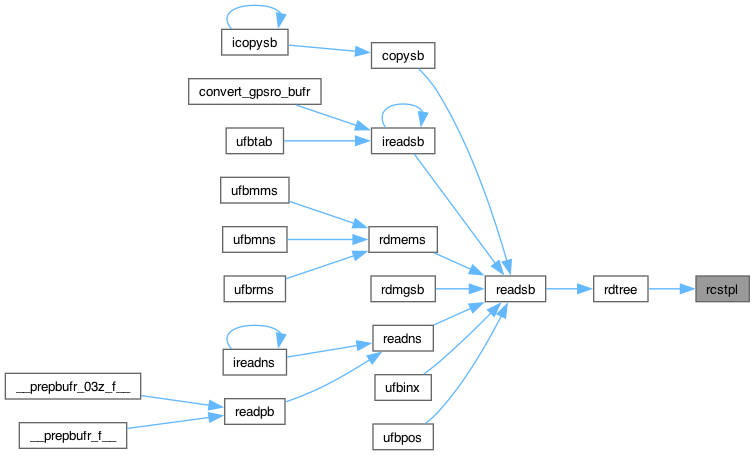 icopysb
copysb
convert_gpsro_bufr
ufbtab
ireadsb
ufbmms
ufbmns
rdmems
ufbrms
rdmgsb
readsb
rdtree
rcstpl
readns
ireadns
ufbinx
__prepbufr_03z_f__
readpb
__prepbufr_f__
ufbpos